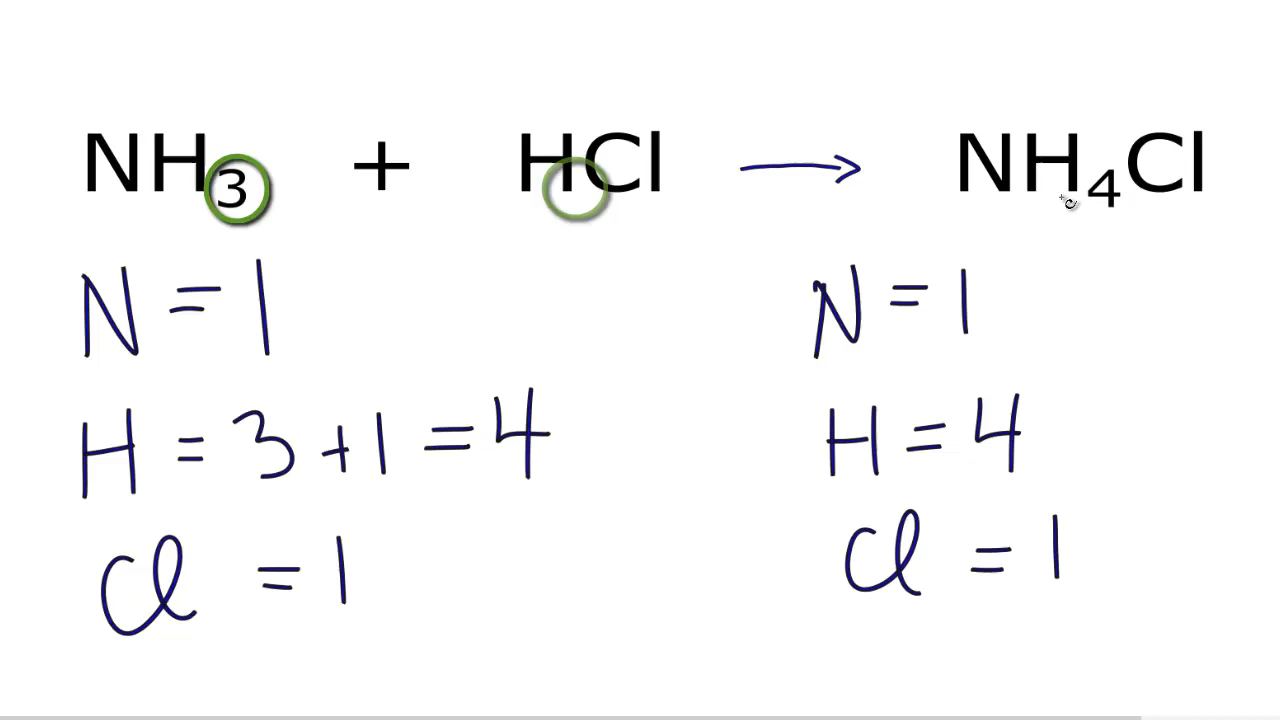 NH₃ + HCl → NH₄Cl
N = 1 N = 1
H = 3 + 1 = 4 H = 4
Cl = 1 Cl = 1